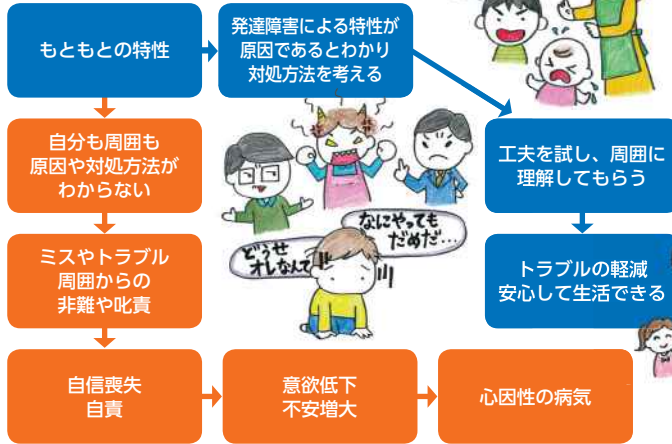 もともとの特性
発達障害による特性が
原因であるとわかり
対処方法を考える
自分も周囲も
原因や対処方法が
わからない
工夫を試し、周囲に
理解してもらう
なにやっても
だめだ…
どうせ
オレなんて
ミスやトラブル
周囲からの
非難や叱責
トラブルの軽減
安心して生活できる
自信喪失
自責
意欲低下
不安増大
心因性の病気